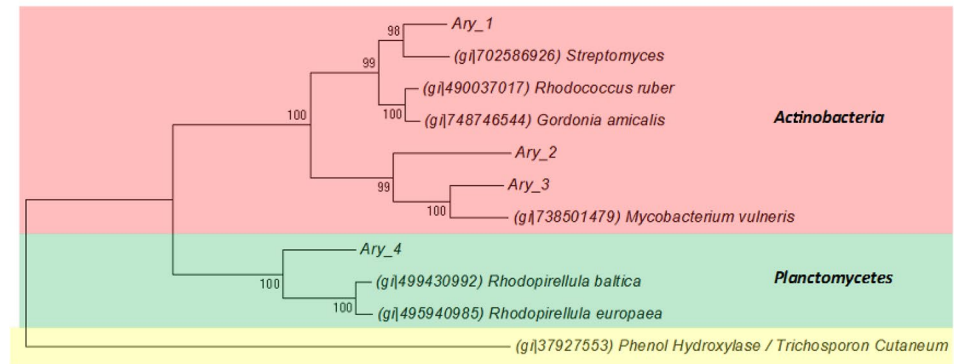 Ary_1
98
(gi|702586926) Streptomyces
99
(gi|490037017) Rhodococcus ruber
100
(gi|748746544) Gordonia amicalis
100
Actinobacteria
Ary_2
99
Ary_3
100
(gi|738501479) Mycobacterium vulneris
Ary_4
100
(gi|499430992) Rhodopirellula baltica
Planctomycetes
100
(gi|495940985) Rhodopirellula europaea
(gi|37927553) Phenol Hydroxylase / Trichosporon Cutaneum